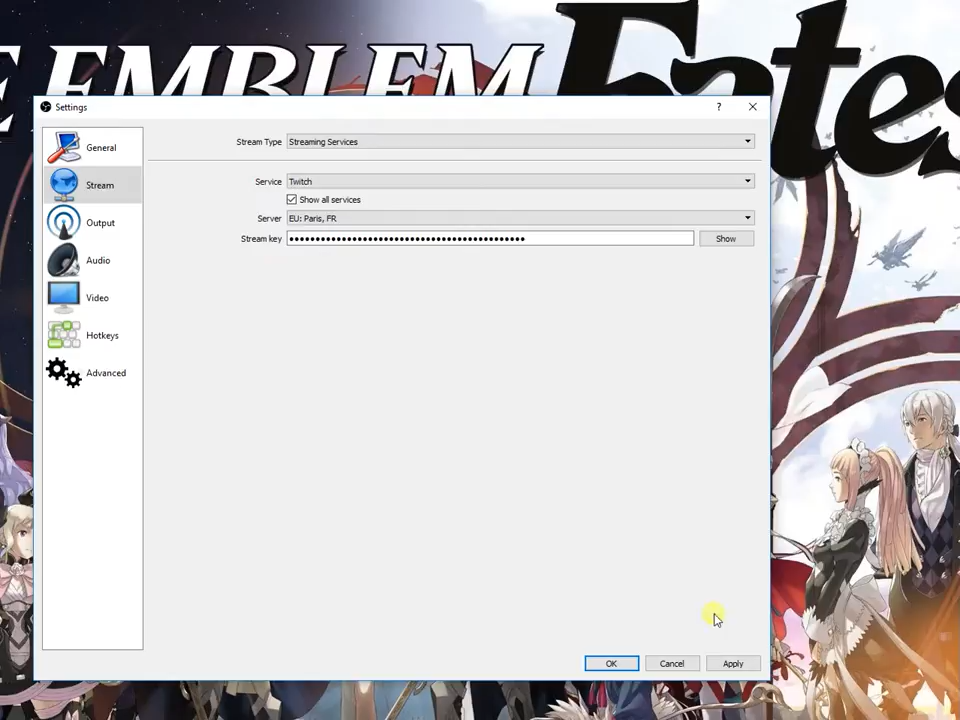 E EMBLEM Fates
Settings
?
General
Stream
Output
Audio
Video
Hotkeys
Advanced
Stream Type Streaming Services
Service Twitch
Show all services
Server EU: Paris, FR
Stream key ••••••••••••••••••••••••••••••••••••••••••••• Show
OK Cancel Apply